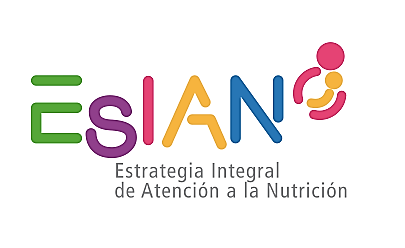 EsIAN
Estrategia Integral
de Atención a la Nutrición